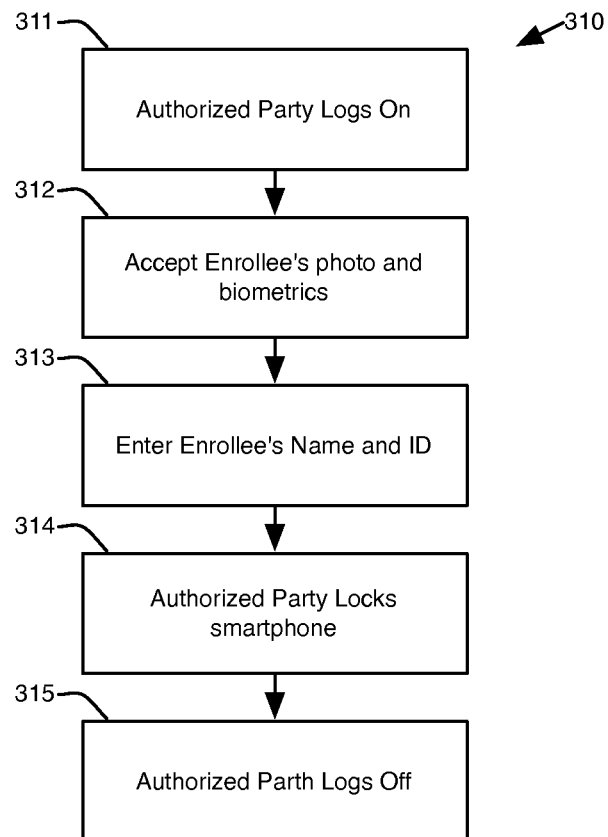 311
310
Authorized Party Logs On
312
Accept Enrollee's photo and
biometrics
313
Enter Enrollee's Name and ID
314
Authorized Party Locks
smartphone
315
Authorized Parth Logs Off